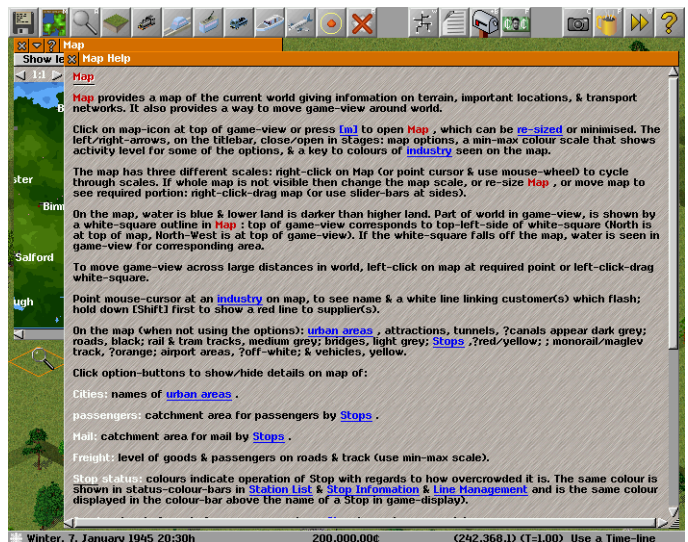 Map
Show le
Map Help
1:1
Map
Map provides a map of the current world giving information on terrain, important locations, & transport
networks. It also provides a way to move game-view around world.
Click on map-icon at top of game-view or press [m] to open Map , which can be re-sized or minimised. The
left/right-arrows, on the titlebar, close/open in stages: map options, a min-max colour scale that shows
activity level for some of the options, & a key to colours of industry seen on the map.
The map has three different scales: right-click on Map (or point cursor & use mouse-wheel) to cycle
through scales. If whole map is not visible then change the map scale, or re-size Map , or move map to
see required portion: right-click-drag map (or use slider-bars at sides).
On the map, water is blue & lower land is darker than higher land. Part of world in game-view, is shown by
a white-square outline in Map : top of game-view corresponds to top-left-side of white-square (North is
at top of map, North-West is at top of game-view). If the white-square falls off the map, water is seen in
game-view for corresponding area.
To move game-view across large distances in world, left-click on map at required point or left-click-drag
white-square.
Point mouse-cursor at an industry on map, to see name & a white line linking customer(s) which flash;
hold down [Shift] first to show a red line to supplier(s).
On the map (when not using the options): urban areas , attractions, tunnels, ?canals appear dark grey;
roads, black; rail & tram tracks, medium grey; bridges, light grey; Stops ,?red/yellow; ; monorail/maglev
track, ?orange; airport areas, ?off-white; & vehicles, yellow.
Click option-buttons to show/hide details on map of:
Cities: names of urban areas .
passengers: catchment area for passengers by Stops .
Mail: catchment area for mail by Stops .
Freight: level of goods & passengers on roads & track (use min-max scale).
Stop status: colours indicate operation of Stop with regards to how overcrowded it is. The same colour is
shown in status-colour-bars in Station List & Stop Information & Line Management and is the same colour
displayed in the colour-bar above the name of a Stop in game-display).
B
ster
Birm
Salford
ugh
Winter, 7. January 1945 20:30h
200,000,00¢
(242,368,1) (T=1.00) Use a Time-line